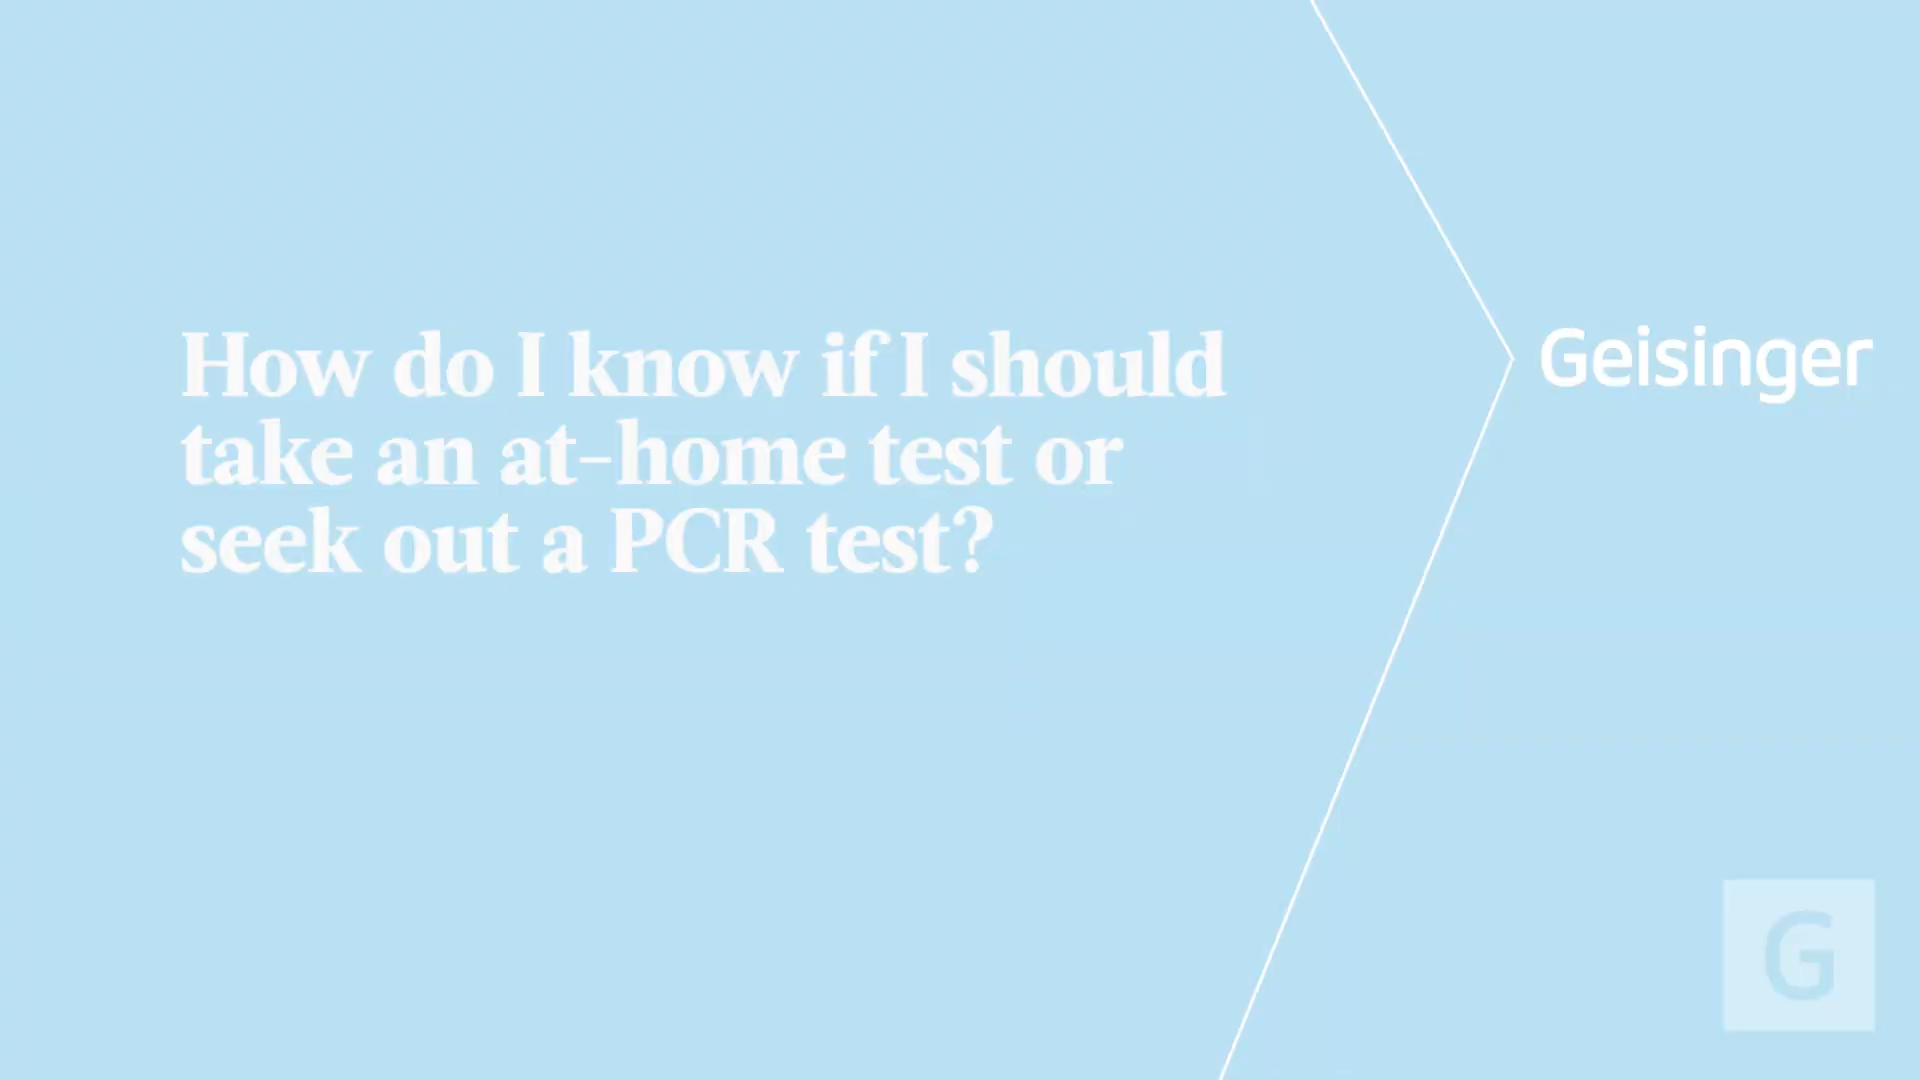 How do I know if I should
take an at-home test or
seek out a PCR test?
Geisinger
G